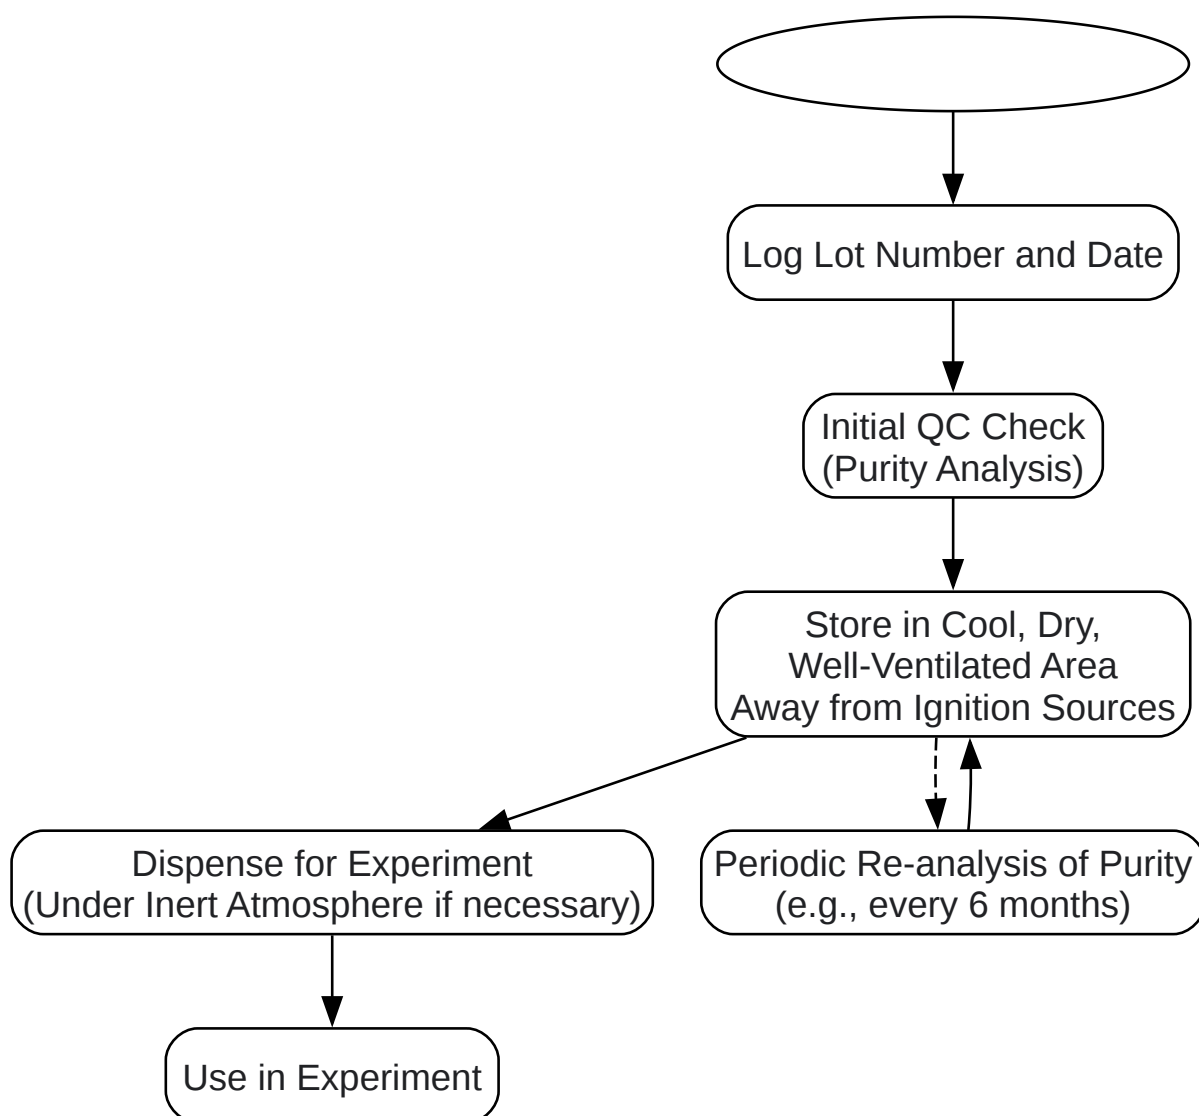 Log Lot Number and Date
Initial QC Check
(Purity Analysis)
Store in Cool, Dry,
Well-Ventilated Area
Away from Ignition Sources
Dispense for Experiment
(Under Inert Atmosphere if necessary)
Periodic Re-analysis of Purity
(e.g., every 6 months)
Use in Experiment